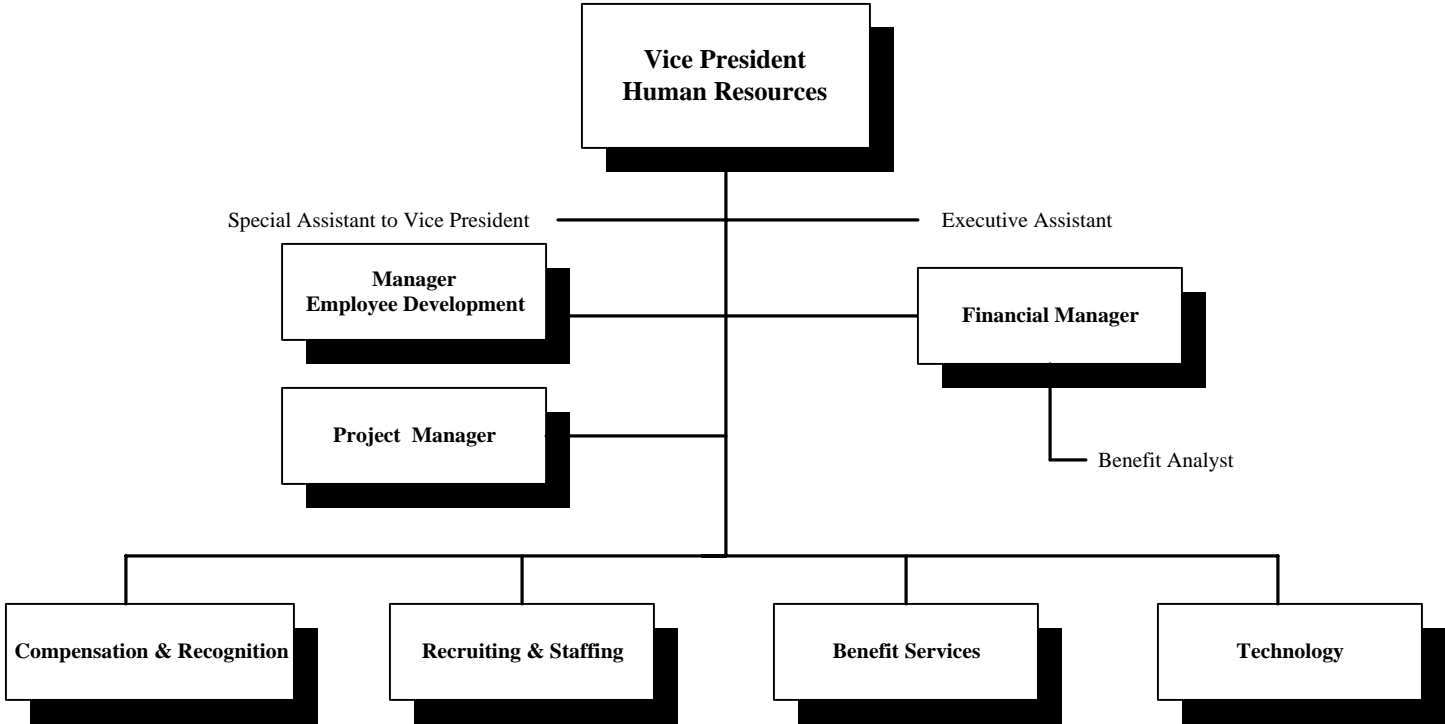 Vice President
Human Resources
Special Assistant to Vice President
Executive Assistant
Manager
Employee Development
Financial Manager
Project  Manager
Benefit Analyst
Compensation & Recognition
Recruiting & Staffing
Benefit Services
Technology